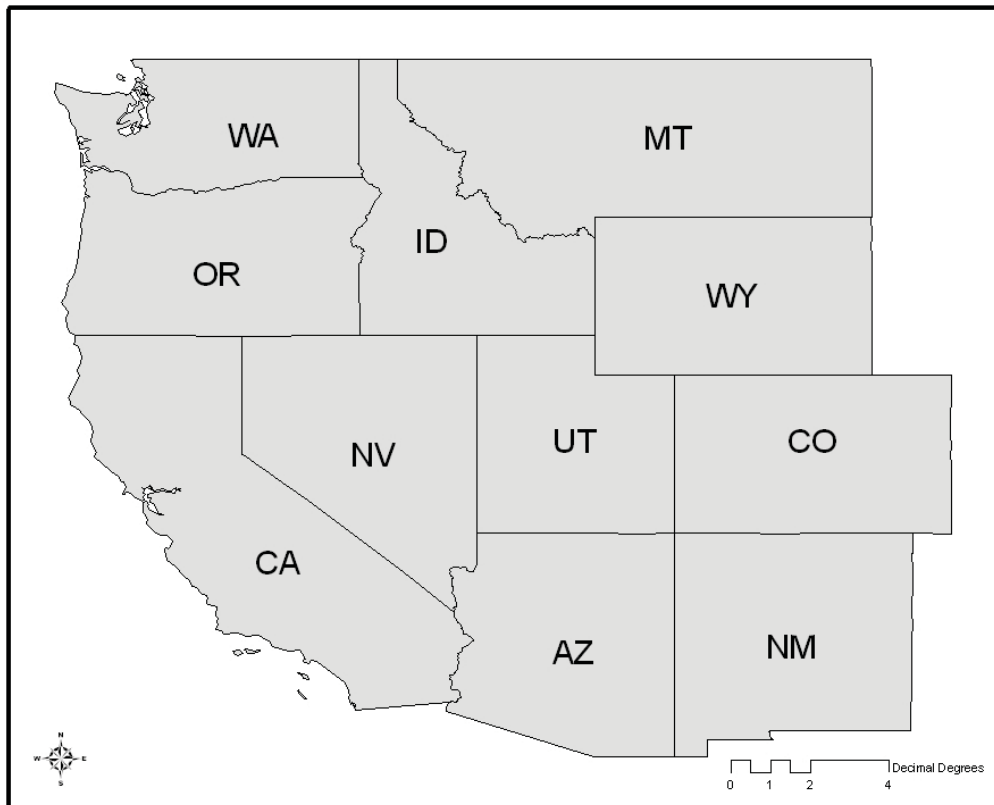 WA
MT
ID
OR
WY
NV
UT
CO
CA
AZ
NM
N
W E
S
Decimal Degrees
0 1 2 4